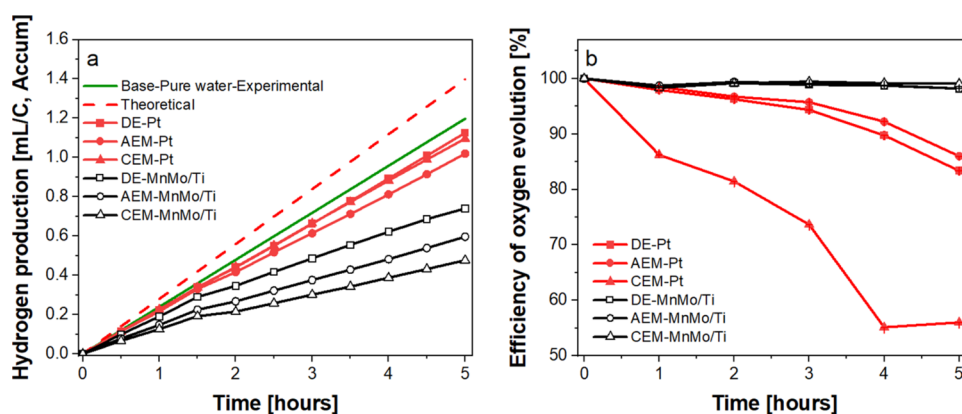 a
Hydrogen production [mL/C, Accum]
1.6
1.4
1.2
1.0
0.8
0.6
0.4
0.2
0.0
Base-Pure water-Experimental
Theoretical
DE-Pt
AEM-Pt
CEM-Pt
DE-MnMo/Ti
AEM-MnMo/Ti
CEM-MnMo/Ti
0 1 2 3 4 5
Time [hours]
b
Efficiency of oxygen evolution [%]
110
100
90
80
70
60
50
DE-Pt
AEM-Pt
CEM-Pt
DE-MnMo/Ti
AEM-MnMo/Ti
CEM-MnMo/Ti
0 1 2 3 4 5
Time [hours]